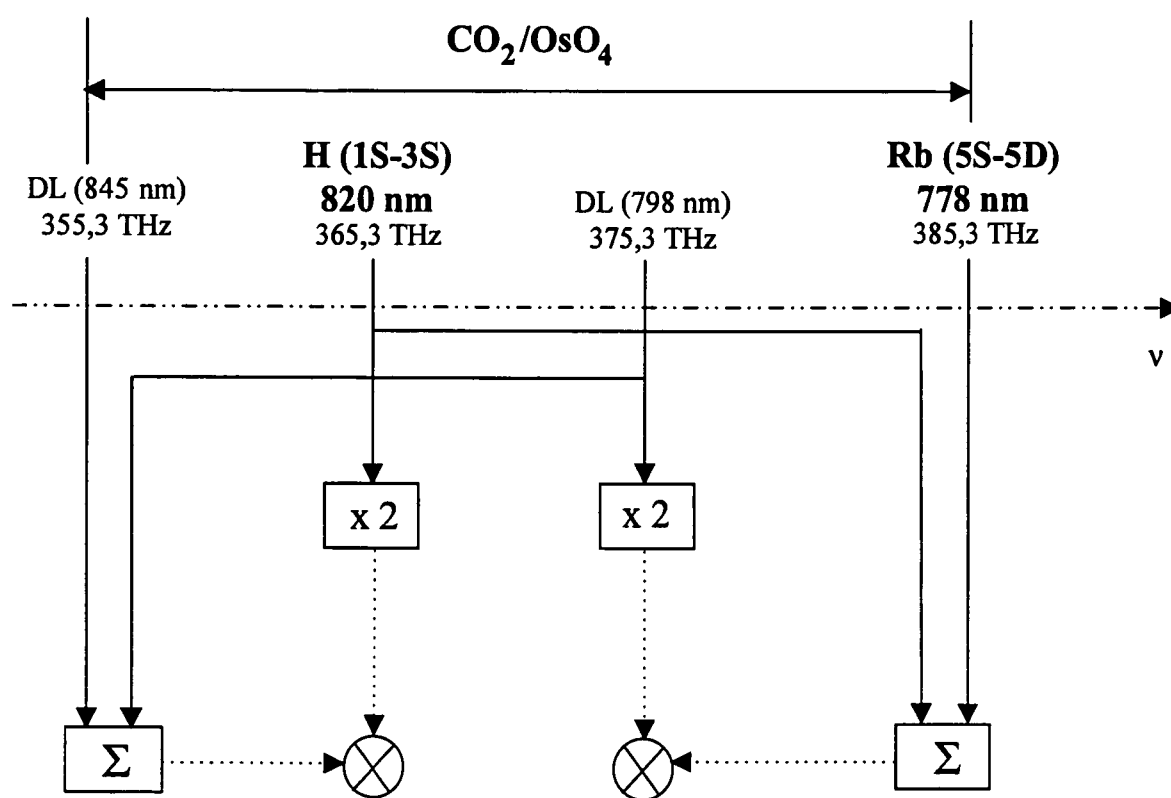 CO₂/OsO₄
DL (845 nm)
355,3 THz
H (1S-3S)
820 nm
365,3 THz
DL (798 nm)
375,3 THz
Rb (5S-5D)
778 nm
385,3 THz
ν
x 2
x 2
Σ
Σ